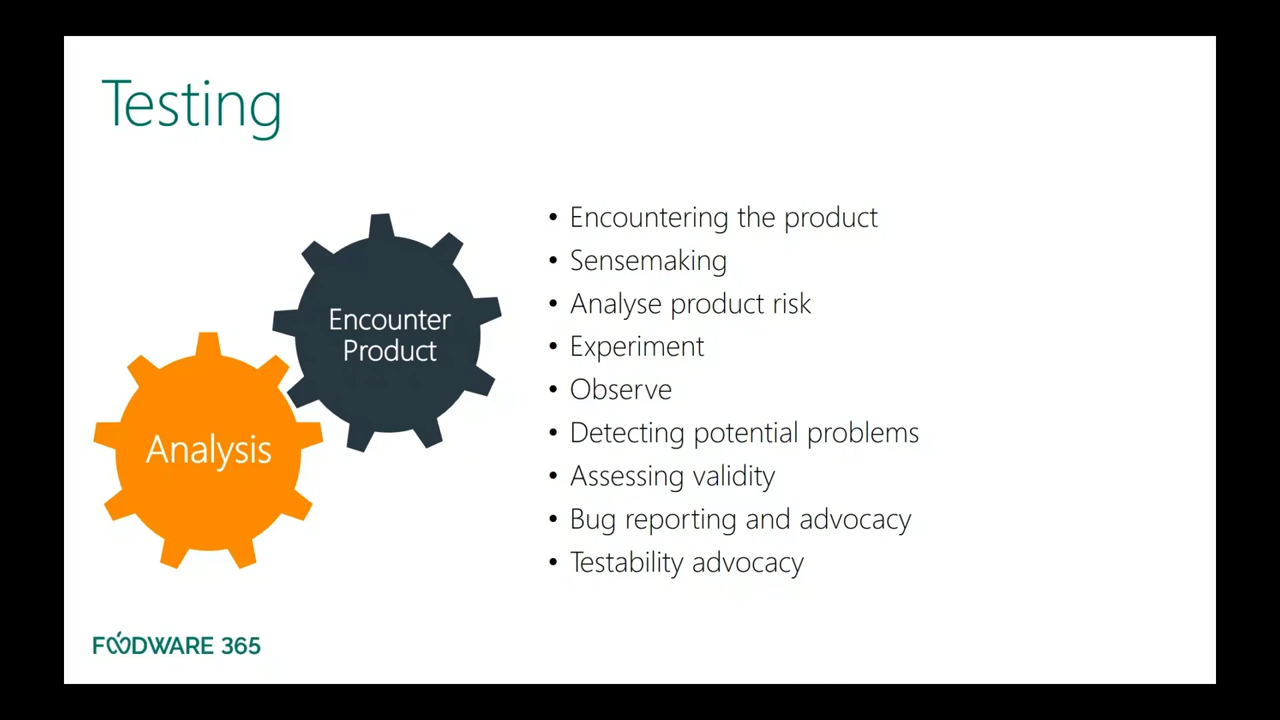 Testing
Encounter
Product
Analysis
• Encountering the product
• Sensemaking
• Analyse product risk
• Experiment
• Observe
• Detecting potential problems
• Assessing validity
• Bug reporting and advocacy
• Testability advocacy
FOODWARE 365